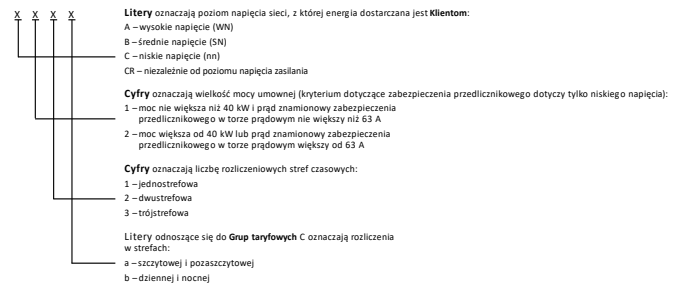 X X X X
Litery oznaczają poziom napięcia sieci, z której energia dostarczana jest Klientom:
A – wysokie napięcie (WN)
B – średnie napięcie (SN)
C – niskie napięcie (nn)
CR – niezależnie od poziomu napięcia zasilania
Cyfry oznaczają wielkość mocy umownej (kryterium dotyczące zabezpieczenia przedlicznikowego dotyczy tylko niskiego napięcia):
1 – moc nie większa niż 40 kW i prąd znamionowy zabezpieczenia
przedlicznikowego w torze prądowym nie większy niż 63 A
2 – moc większa od 40 kW lub prąd znamionowy zabezpieczenia
przedlicznikowego w torze prądowym większy od 63 A
Cyfry oznaczają liczbę rozliczeniowych stref czasowych:
1 – jednostrefowa
2 – dwustrefowa
3 – trójstrefowa
Litery odnoszące się do Grup taryfowych C oznaczają rozliczenia
w strefach:
a – szczytowej i pozaszczytowej
b – dziennej i nocnej